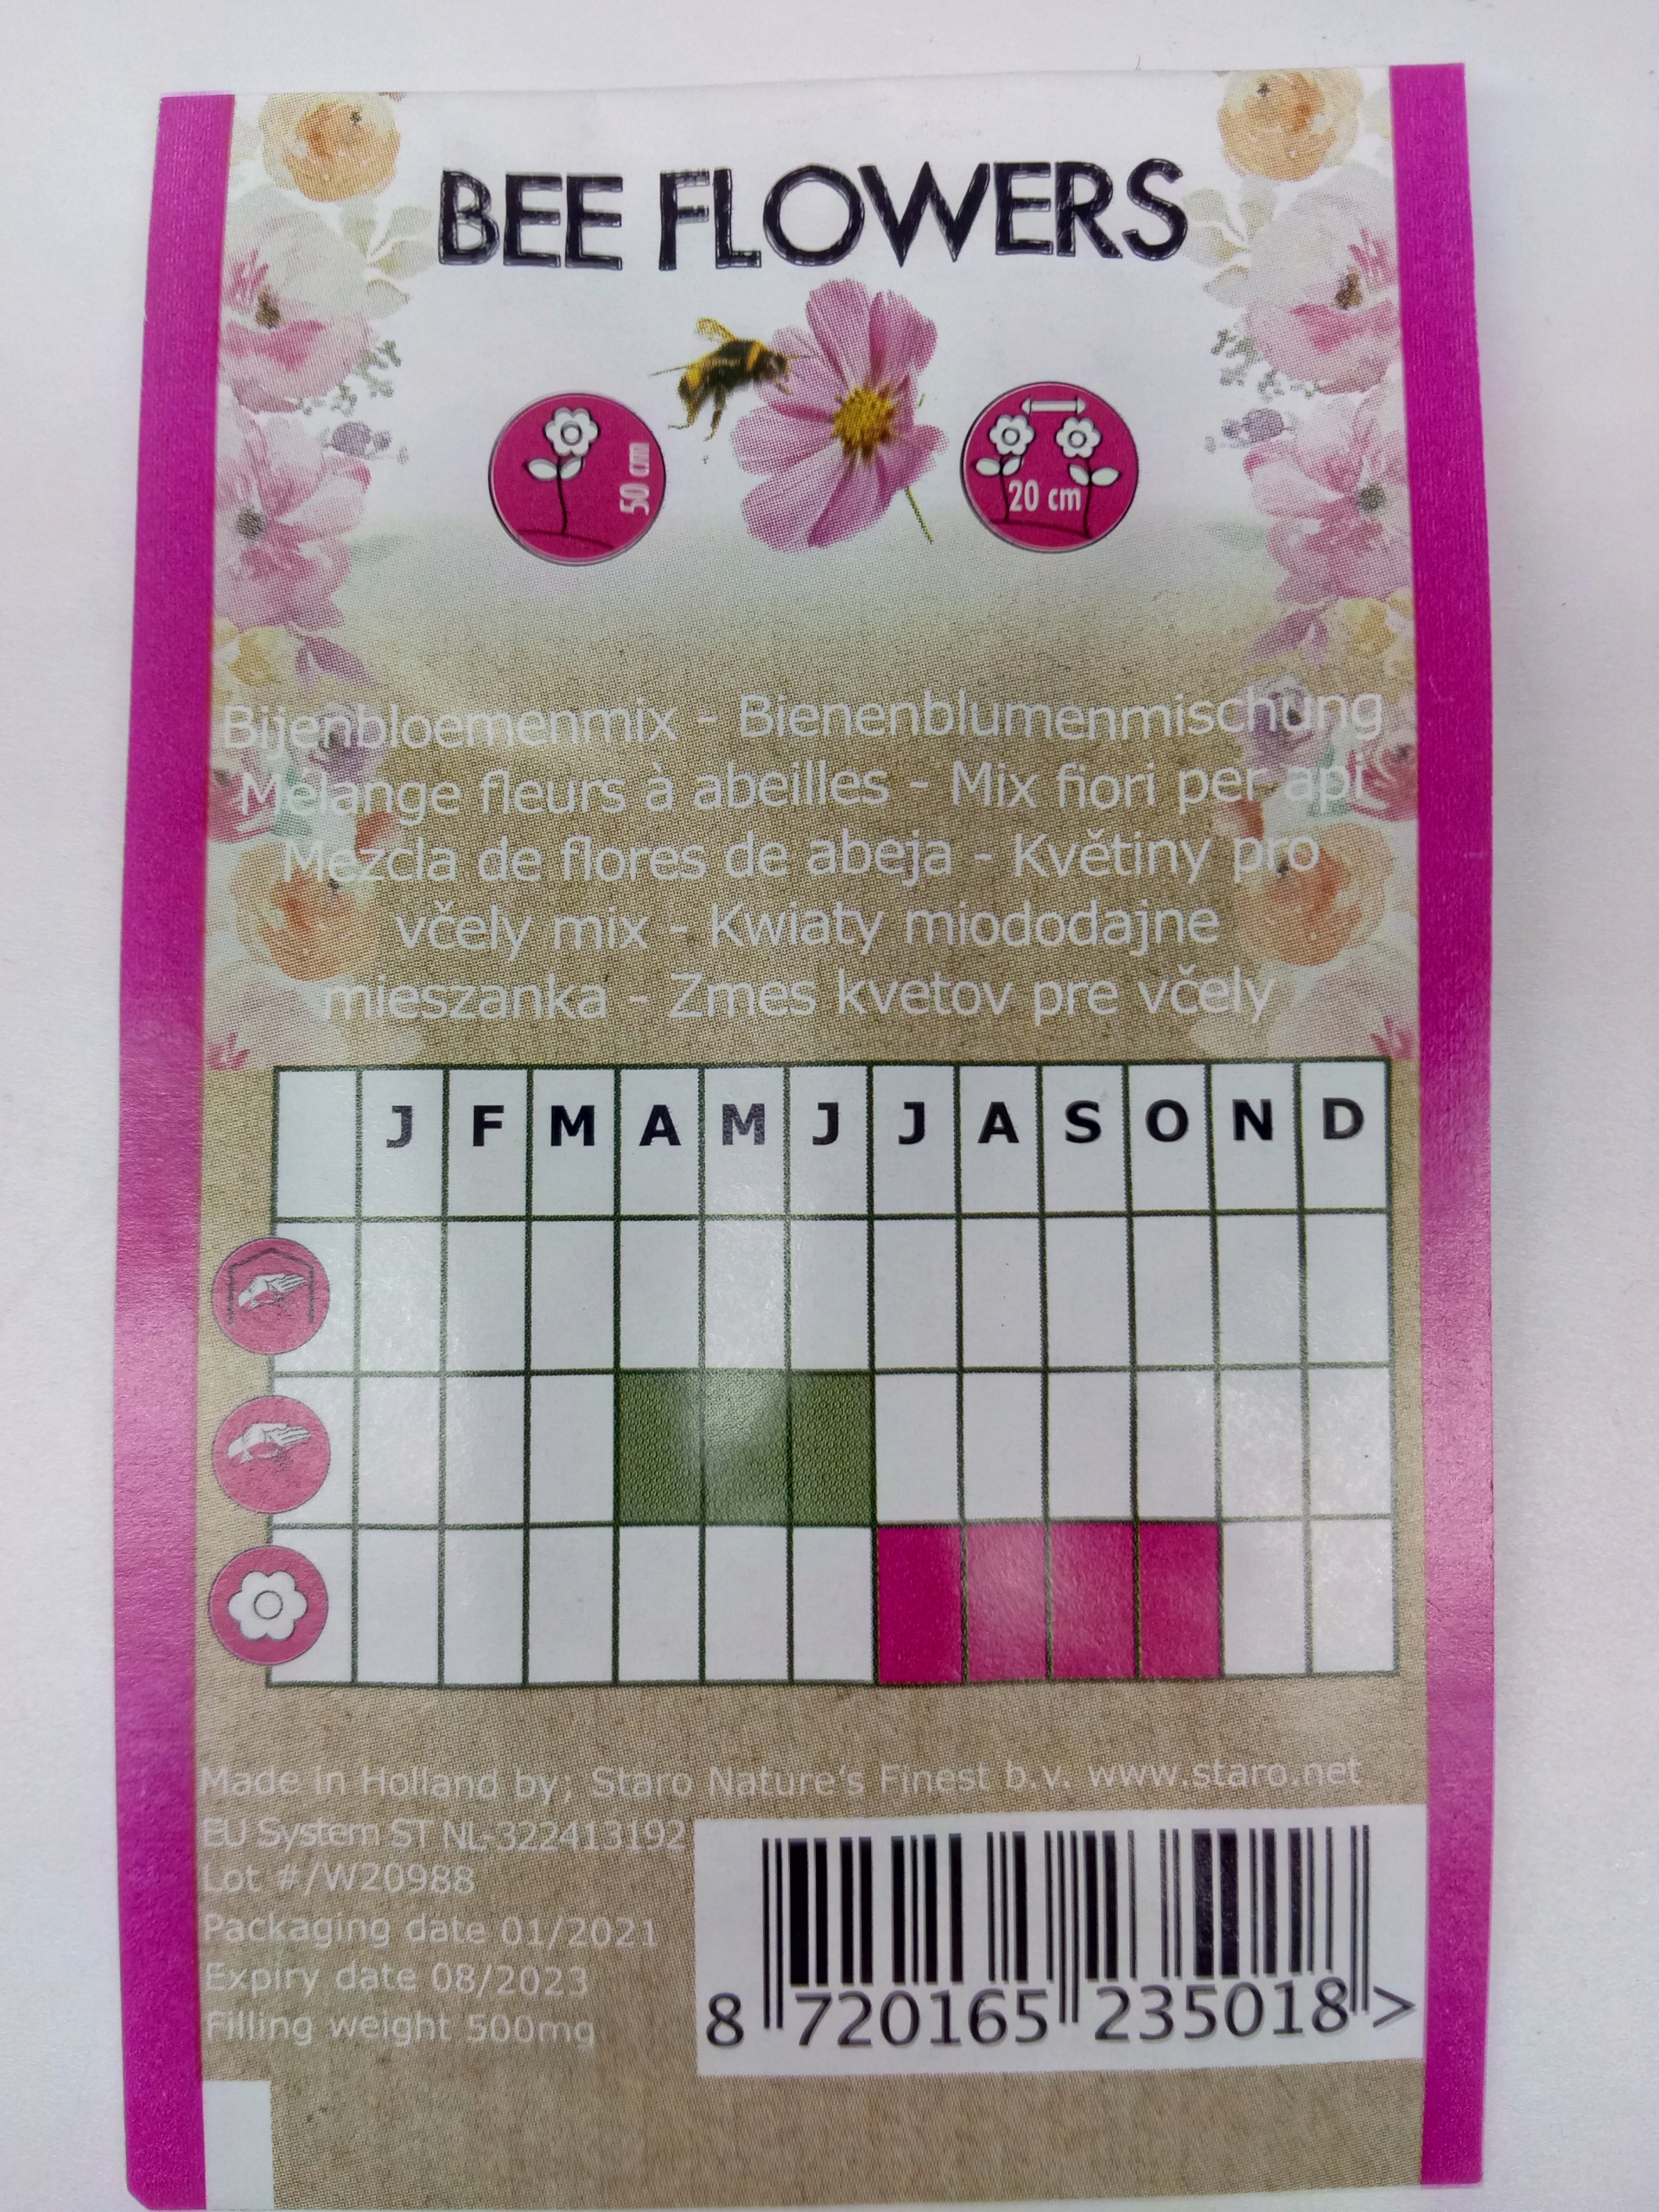 BEE FLOWERS
50 cm
20 cm
Bijenbloemenmix - Bienenblumenmischung
Mélange fleurs à abeilles - Mix fiori per api
Mezcla de flores de abeja - Květiny pro
včely mix - Kwiaty miododajne
mieszanka - Zmes kvetov pre včely
J F M A M J J A S O N D
Made in Holland by; Staro Nature's Finest b.v. www.staro.net
EU System ST NL-322413192
Lot #/W20988
Packaging date 01/2021
Expiry date 08/2023
Filling weight 500mg
8 720165 235018 >